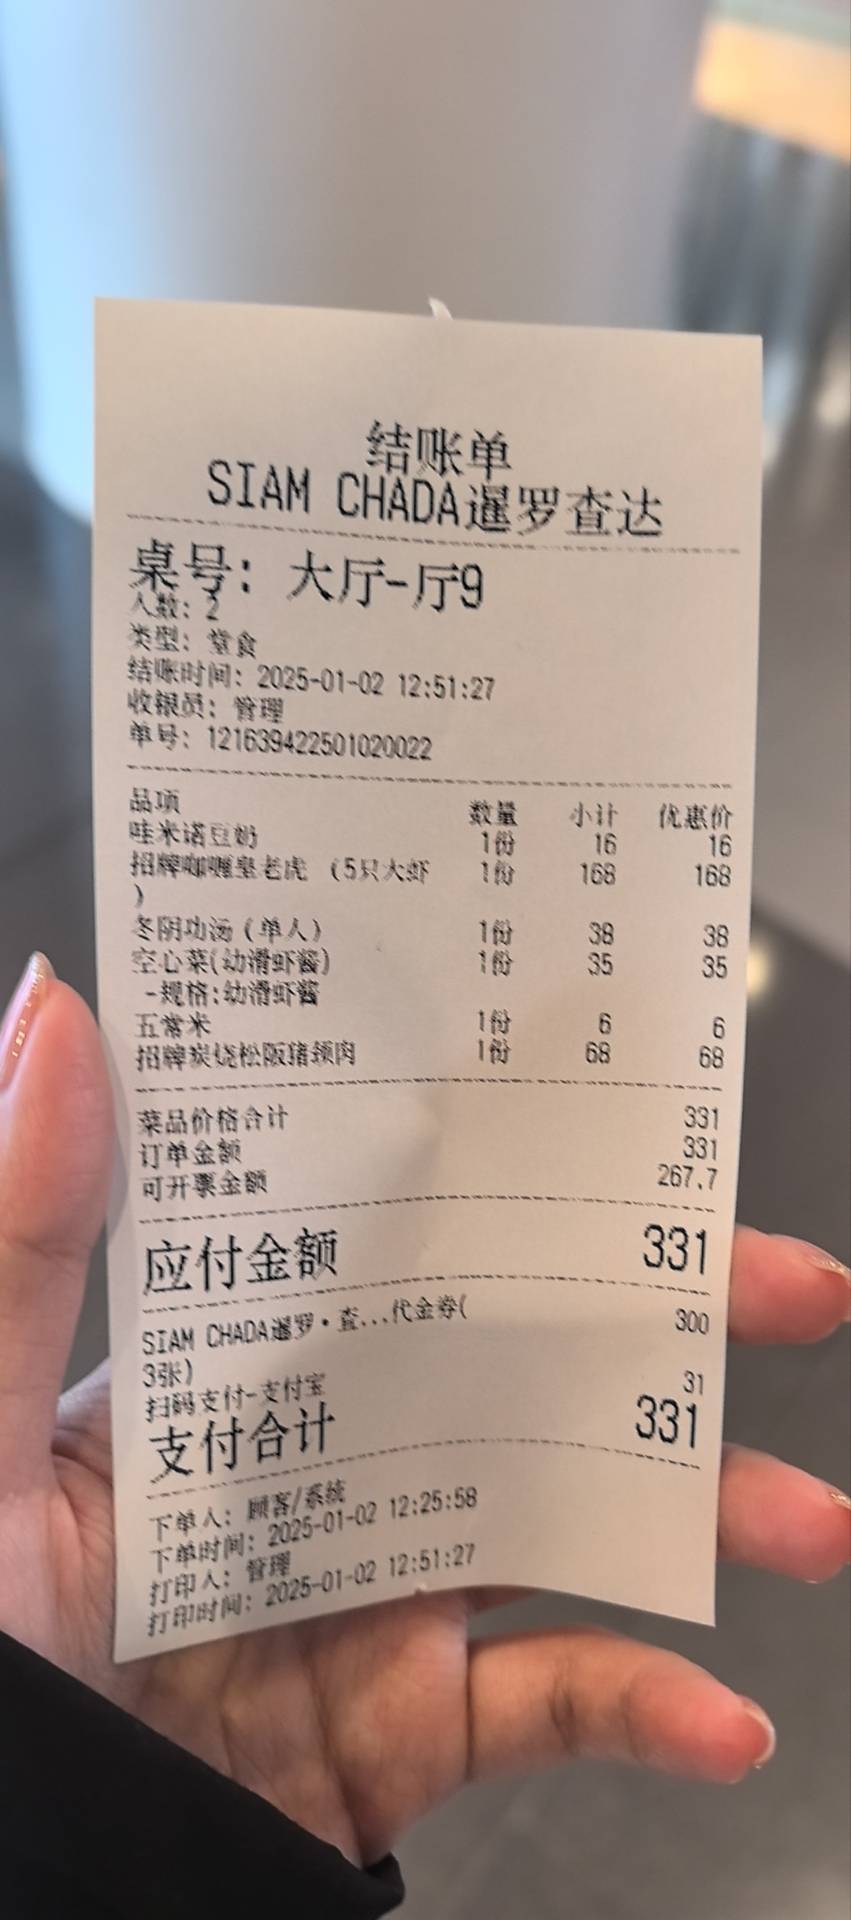 结账单
SIAM CHADA暹罗查达
桌号：大厅-厅9
人数：2
类型：堂食
结账时间：2025-01-02 12:51:27
收银员：管理
单号：121639422501020022
品项 数量 小计 优惠价
哇米诺豆奶 1份 16 16
招牌咖喱皇老虎（5只大虾 1份 168 168
）
冬阴功汤(单人) 1份 38 38
空心菜(幼滑虾酱) 1份 35 35
-规格:幼滑虾酱
五常米 1份 6 6
招牌炭烧松阪猪颈肉 1份 68 68
菜品价格合计 331
订单金额 331
可开票金额 267.7
应付金额 331
SIAM CHADA暹罗·查...代金券( 300
3张)
扫码支付-支付宝 31
支付合计 331
下单人：顾客/系统
下单时间：2025-01-02 12:25:58
打印人：管理
打印时间：2025-01-02 12:51:27